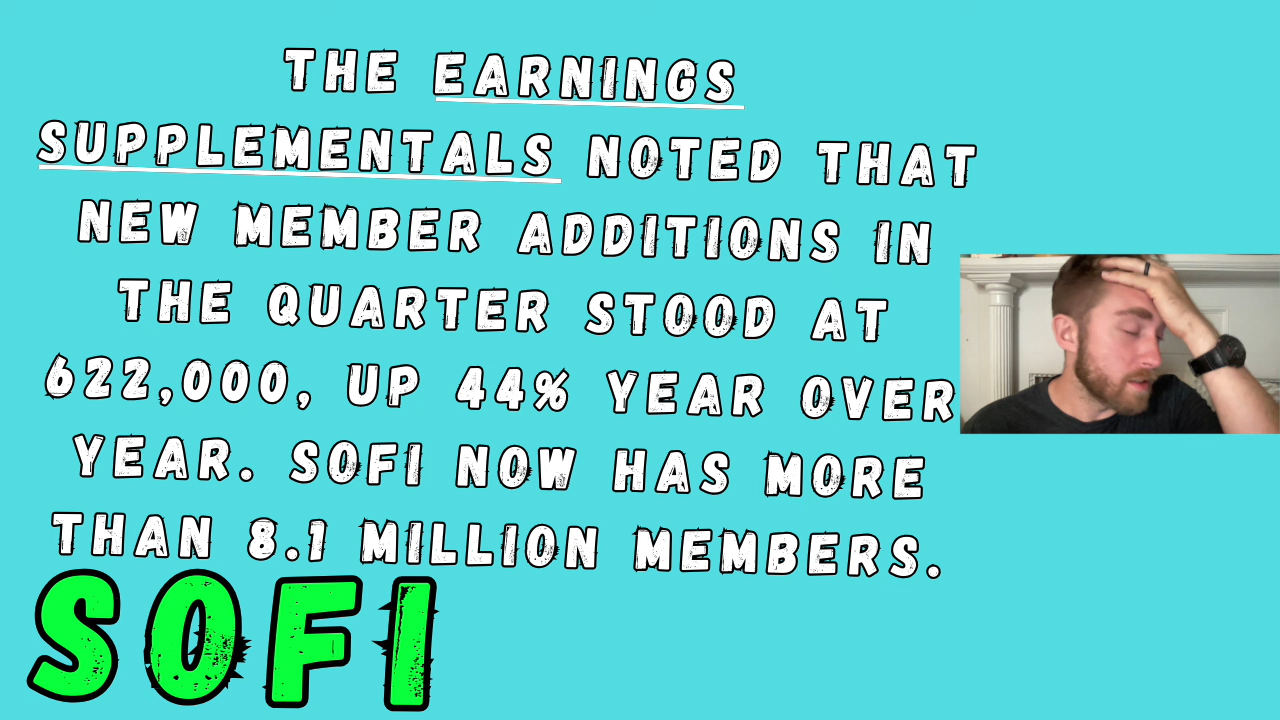 THE EARNINGS
SUPPLEMENTALS NOTED THAT
NEW MEMBER ADDITIONS IN
THE QUARTER STOOD AT
622,000, UP 44% YEAR OVER
YEAR. SOFI NOW HAS MORE
THAN 8.1 MILLION MEMBERS.
SOFI